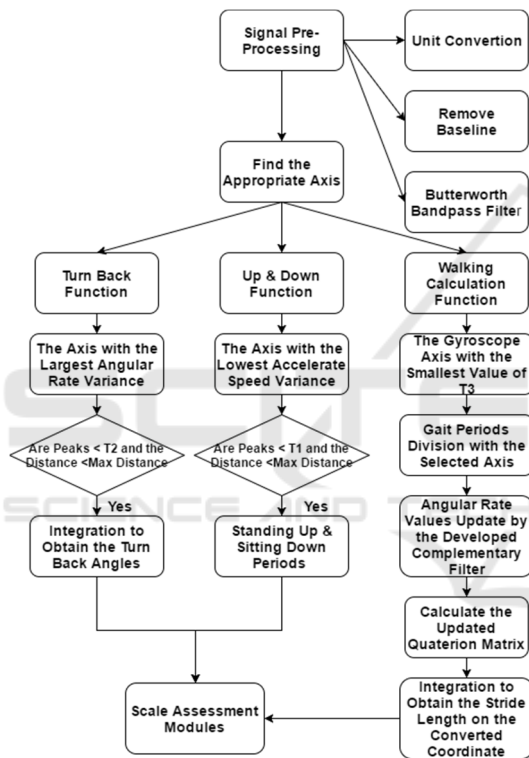 Signal Pre-
Processing
Unit Convertion
Remove
Baseline
Butterworth
Bandpass Filter
Find the
Appropriate Axis
Turn Back
Function
Up & Down
Function
Walking
Calculation
Function
The Axis with the
Largest Angular
Rate Variance
The Axis with the
Lowest Accelerate
Speed Variance
The Gyroscope
Axis with the
Smallest Value of
T3
Are Peaks < T2 and the
Distance <Max Distance
Are Peaks < T1 and the
Distance <Max Distance
Gait Periods
Division with the
Selected Axis
Yes
Yes
Integration to
Obtain the Turn
Back Angles
Standing Up &
Sitting Down
Periods
Angular Rate
Values Update by
the Developed
Complementary
Filter
Calculate the
Updated
Quaterion Matrix
Integration to
Obtain the Stride
Length on the
Converted
Coordinate
Scale Assessment
Modules
SCIENCE AND